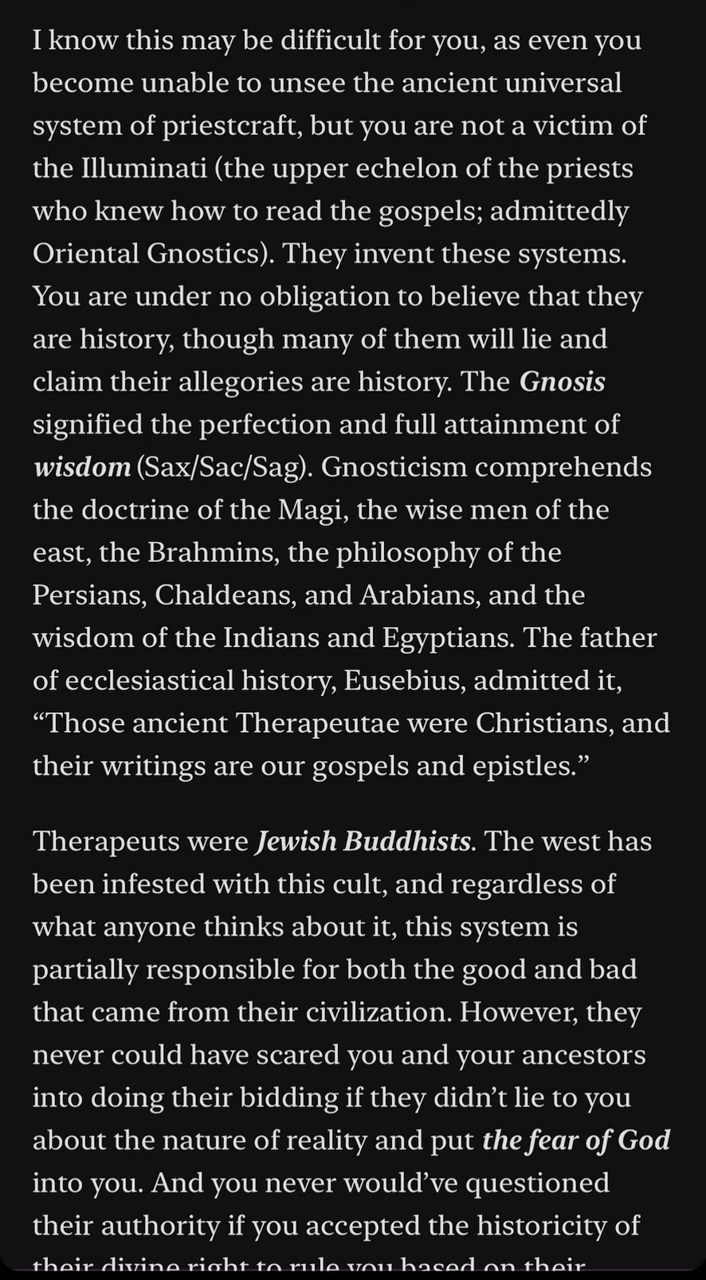 I know this may be difficult for you, as even you
become unable to unsee the ancient universal
system of priestcraft, but you are not a victim of
the Illuminati (the upper echelon of the priests
who knew how to read the gospels; admittedly
Oriental Gnostics). They invent these systems.
You are under no obligation to believe that they
are history, though many of them will lie and
claim their allegories are history. The Gnosis
signified the perfection and full attainment of
wisdom (Sax/Sac/Sag). Gnosticism comprehends
the doctrine of the Magi, the wise men of the
east, the Brahmins, the philosophy of the
Persians, Chaldeans, and Arabians, and the
wisdom of the Indians and Egyptians. The father
of ecclesiastical history, Eusebius, admitted it,
“Those ancient Therapeutae were Christians, and
their writings are our gospels and epistles.”
Therapeuts were Jewish Buddhists. The west has
been infested with this cult, and regardless of
what anyone thinks about it, this system is
partially responsible for both the good and bad
that came from their civilization. However, they
never could have scared you and your ancestors
into doing their bidding if they didn’t lie to you
about the nature of reality and put the fear of God
into you. And you never would’ve questioned
their authority if you accepted the historicity of
their divine right to rule you based on their